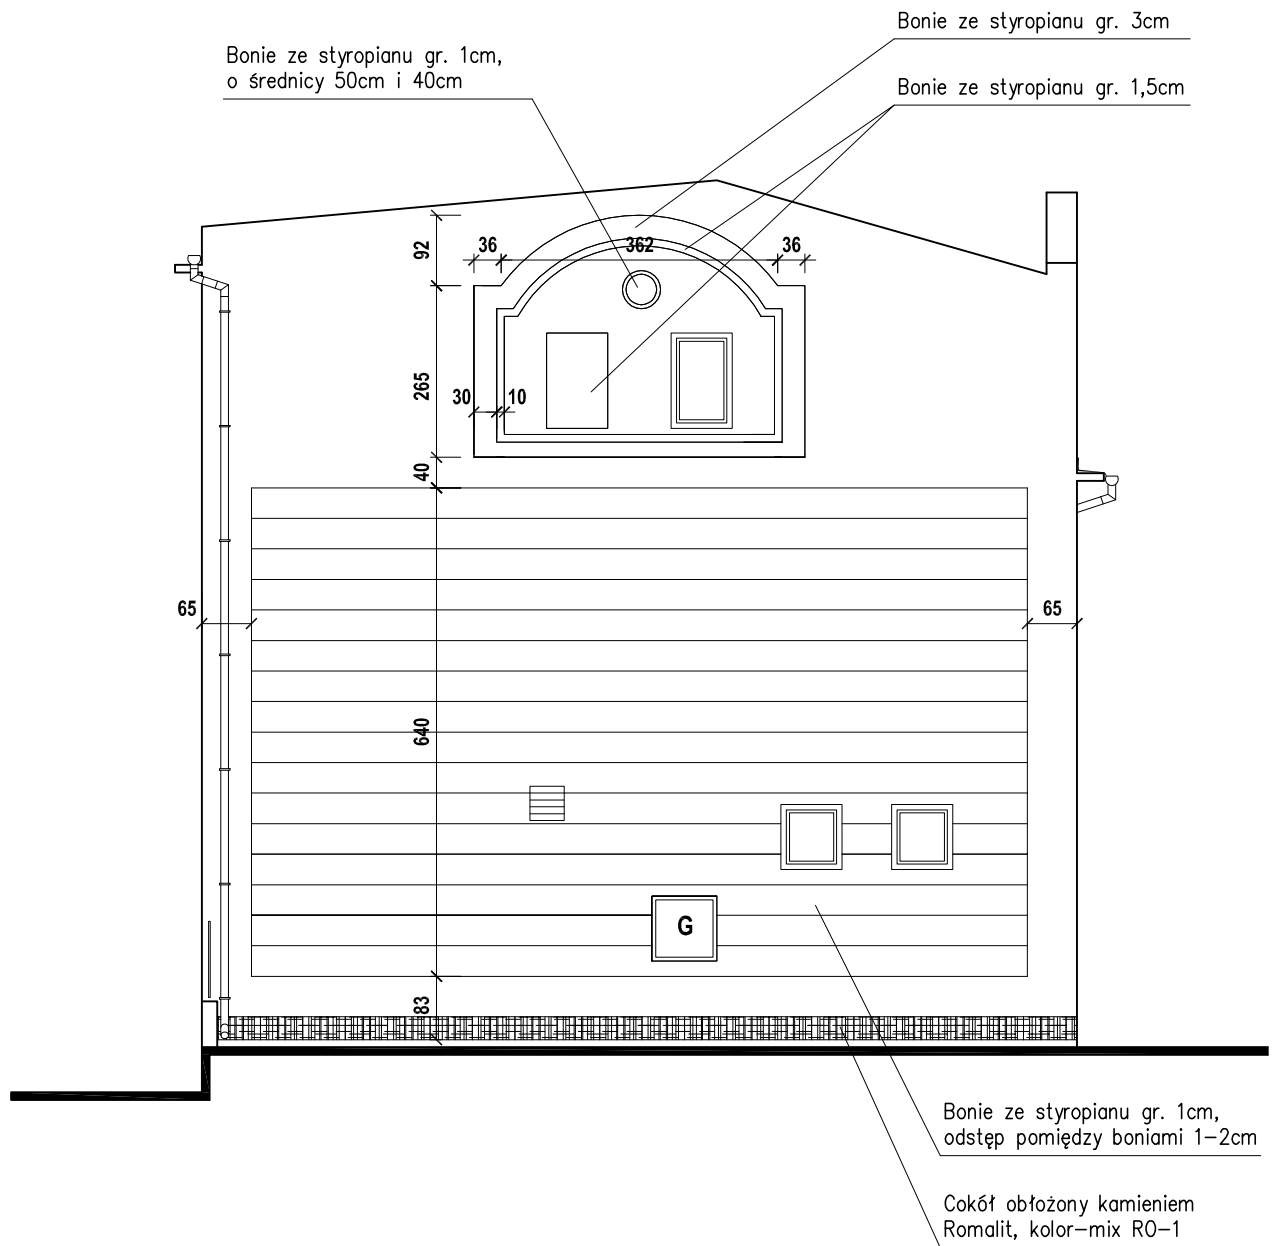 Bonie ze styropianu gr. 3cm
Bonie ze styropianu gr. 1cm,
o średnicy 50cm i 40cm
Bonie ze styropianu gr. 1,5cm
92
36
362
36
265
30
10
40
65
65
640
G
83
Bonie ze styropianu gr. 1cm,
odstęp pomiędzy boniami 1-2cm
Cokół obłożony kamieniem
Romalit, kolor-mix RO-1